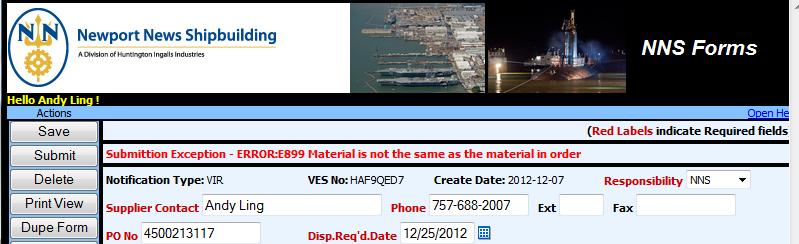 Newport News Shipbuilding
A Division of Huntington Ingalls Industries
NNS Forms
Hello Andy Ling !
Actions
Open He
Save
(Red Labels indicate Required fields
Submit
Submittion Exception - ERROR:E899 Material is not the same as the material in order
Delete
Notification Type: VIR VES No: HAF9QED7 Create Date: 2012-12-07 Responsibility NNS
Print View
Supplier Contact Andy Ling Phone 757-688-2007 Ext Fax
Dupe Form
PO No 4500213117 Disp.Req'd.Date 12/25/2012